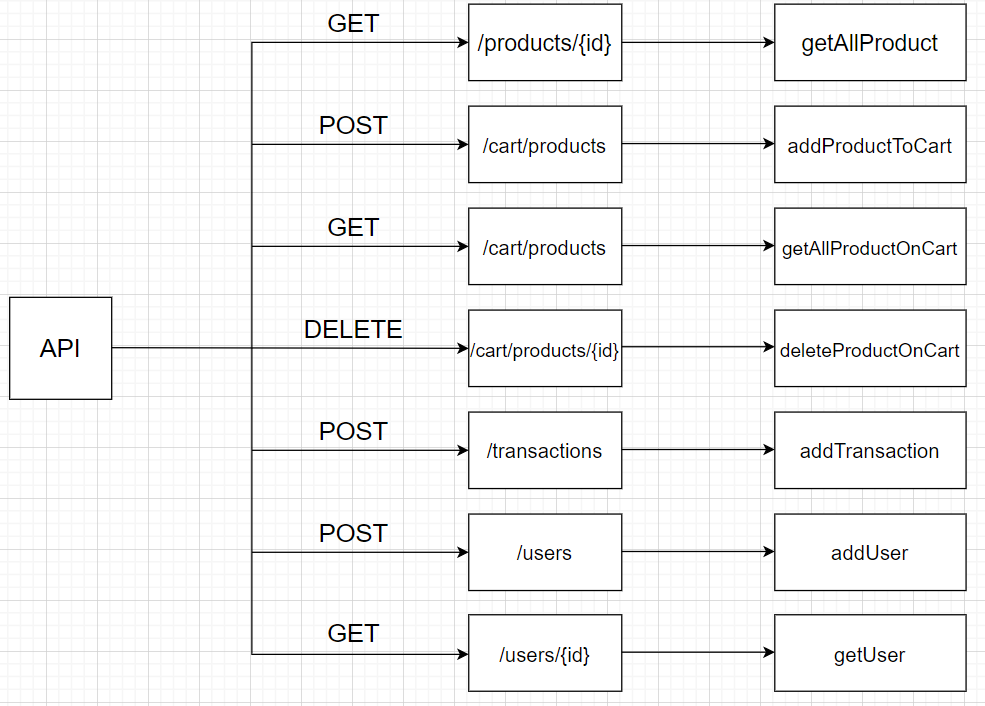 GET
/products/{id}
getAllProduct
POST
/cart/products
addProductToCart
GET
/cart/products
getAllProductOnCart
API
DELETE
/cart/products/{id}
deleteProductOnCart
POST
/transactions
addTransaction
POST
/users
addUser
GET
/users/{id}
getUser